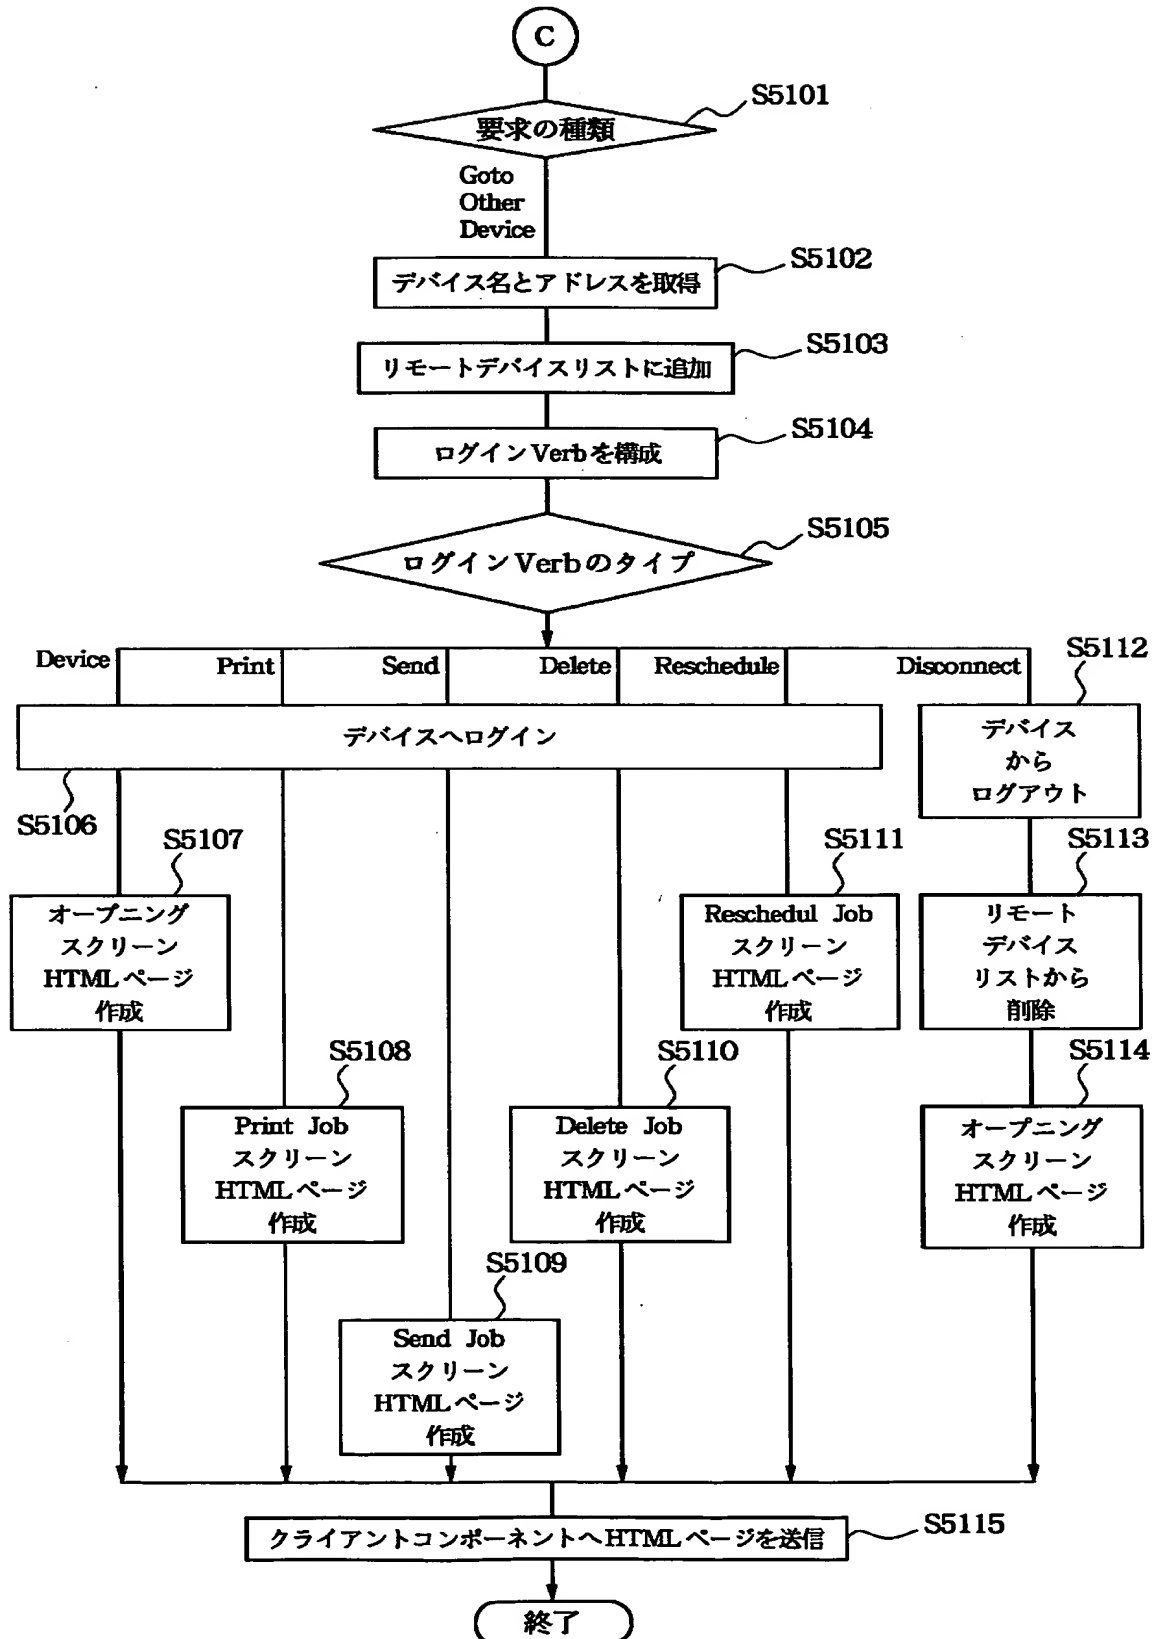 C
S5101
要求の種類
Goto
Other
Device
S5102
デバイス名とアドレスを取得
S5103
リモートデバイスリストに追加
S5104
ログインVerbを構成
S5105
ログインVerbのタイプ
Device
Print
Send
Delete
Reschedule
Disconnect
S5112
デバイスへログイン
デバイス
から
ログアウト
S5106
S5107
S5111
S5113
オープニング
スクリーン
HTMLページ
作成
Reschedul Job
スクリーン
HTMLページ
作成
リモート
デバイス
リストから
削除
S5108
S5110
S5114
Print Job
スクリーン
HTMLページ
作成
Delete Job
スクリーン
HTMLページ
作成
オープニング
スクリーン
HTMLページ
作成
S5109
Send Job
スクリーン
HTMLページ
作成
クライアントコンポーネントへHTMLページを送信
S5115
終了